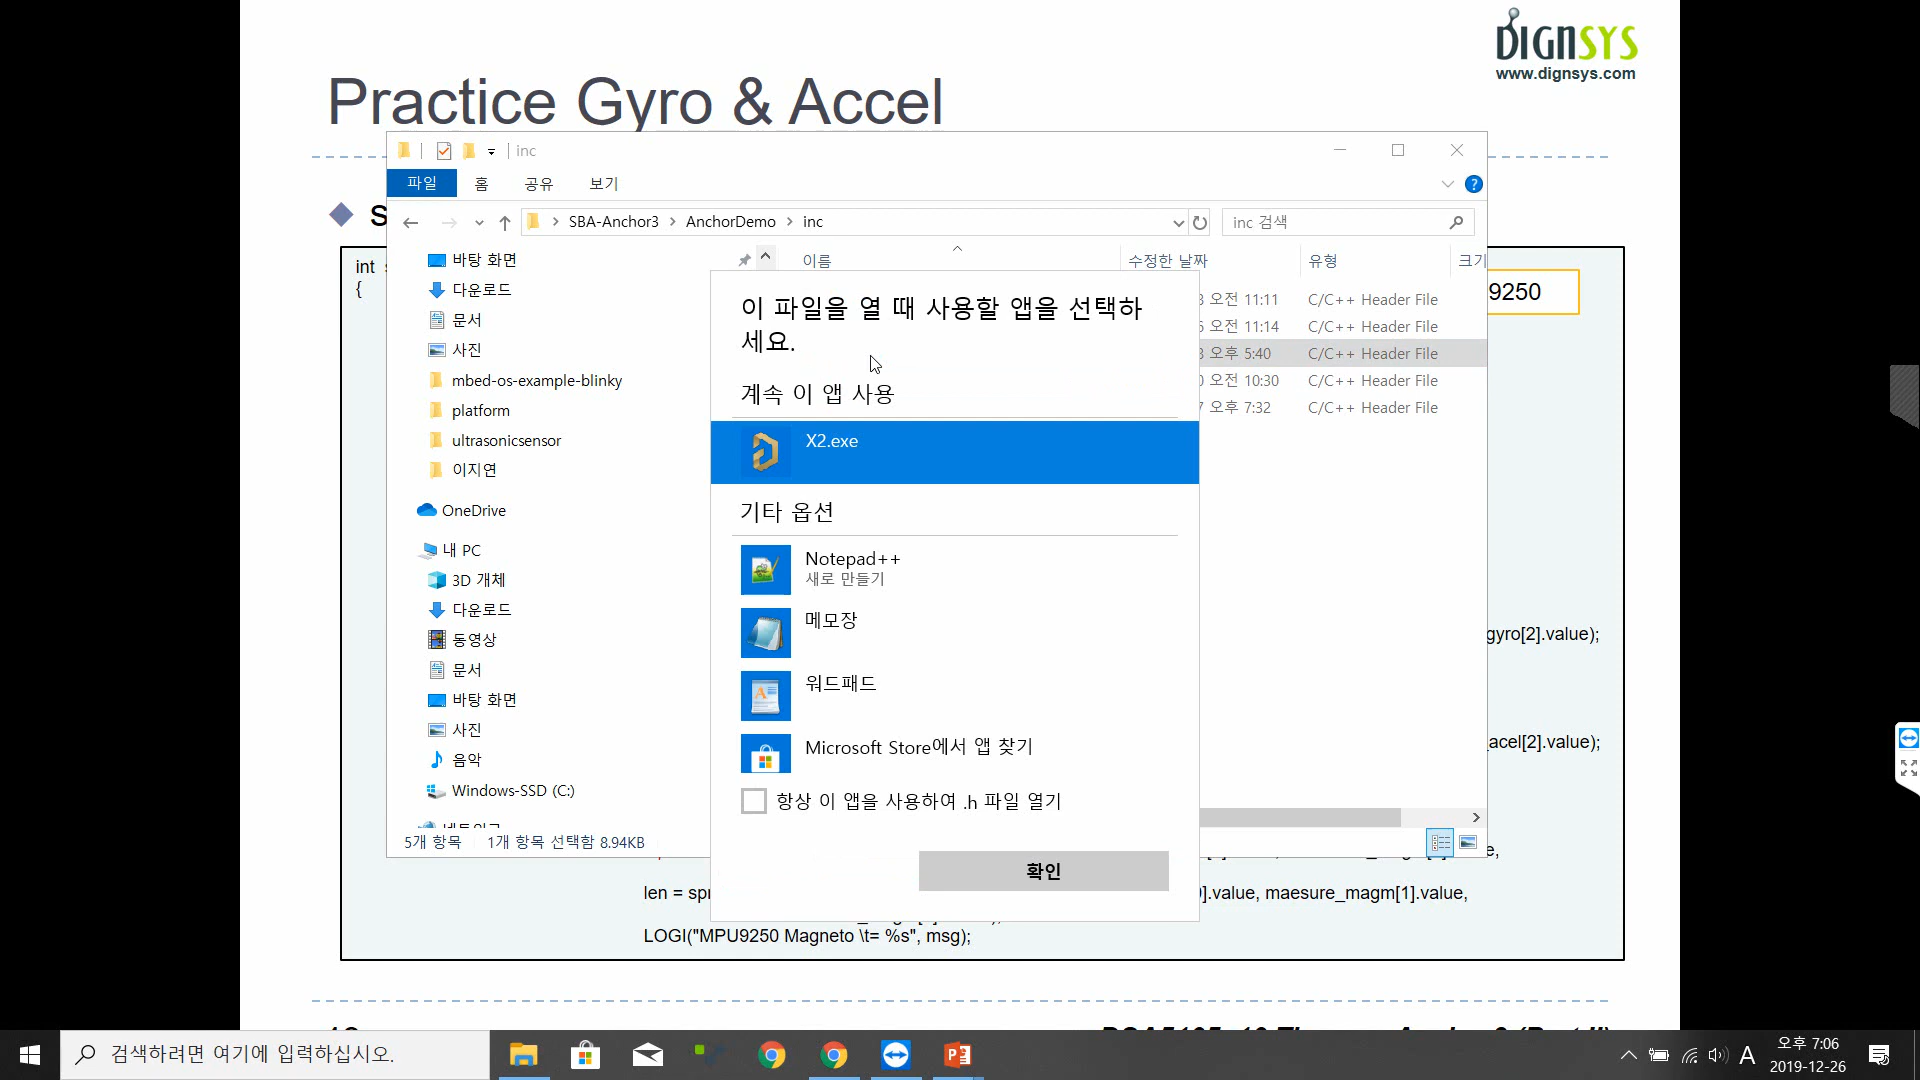 DIGNSYS
www.dignsys.com
Practice Gyro & Accel
inc
파일
홈
공유
보기
SBA-Anchor3
AnchorDemo
inc
inc 검색
S
int
{
9250
바탕 화면
다운로드
문서
사진
mbed-os-example-blinky
platform
ultrasonicsensor
이지연
OneDrive
내 PC
3D 개체
다운로드
동영상
문서
바탕 화면
사진
음악
Windows-SSD (C:)
5개 항목
1개 항목 선택함 8.94KB
이름
수정한 날짜
유형
크기
오전 11:11
C/C++ Header File
오전 11:14
C/C++ Header File
오후 5:40
C/C++ Header File
오전 10:30
C/C++ Header File
오후 7:32
C/C++ Header File
이 파일을 열 때 사용할 앱을 선택하
세요.
계속 이 앱 사용
X2.exe
기타 옵션
Notepad++
새로 만들기
메모장
워드패드
Microsoft Store에서 앱 찾기
항상 이 앱을 사용하여 .h 파일 열기
확인
gyro[2].value);
acel[2].value);
len = spr
].value, maesure_magm[1].value,
LOGI("MPU9250 Magneto \t= %s", msg);
검색하려면 여기에 입력하십시오.
A
오후 7:06
2019-12-26